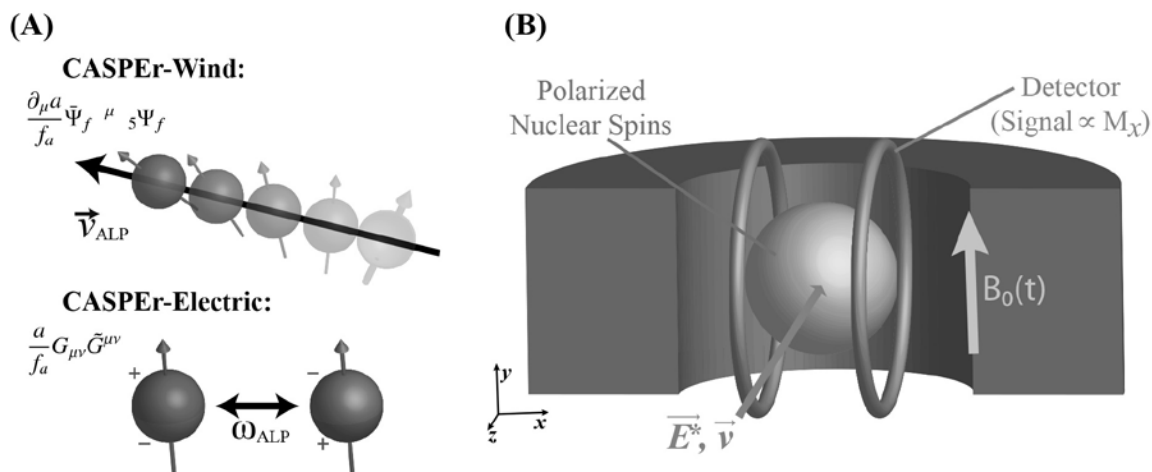 (A)
CASPEr-Wind:
∂μa
fa
Ψ̄f μ 5Ψf
v⃗ALP
CASPEr-Electric:
a
fa
GμνG̃μν
+
−
−
+
ωALP
(B)
Polarized
Nuclear Spins
Detector
(Signal ∝ Mx)
B0(t)
y
x
z
E⃗*, v⃗